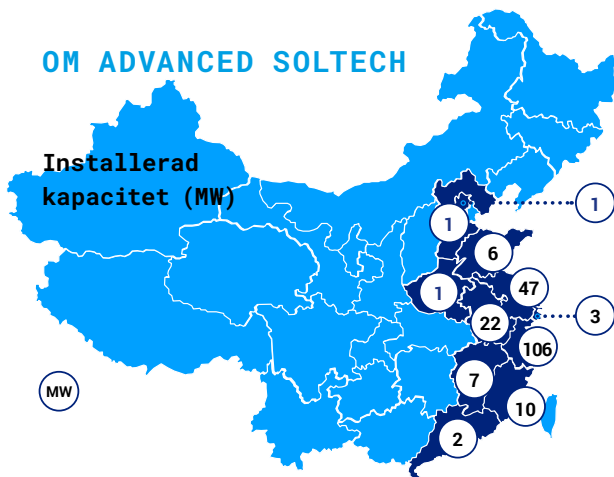 OM ADVANCED SOLTECH
Installerad
kapacitet (MW)
1
1
6
1
47
22
3
106
7
MW
10
2